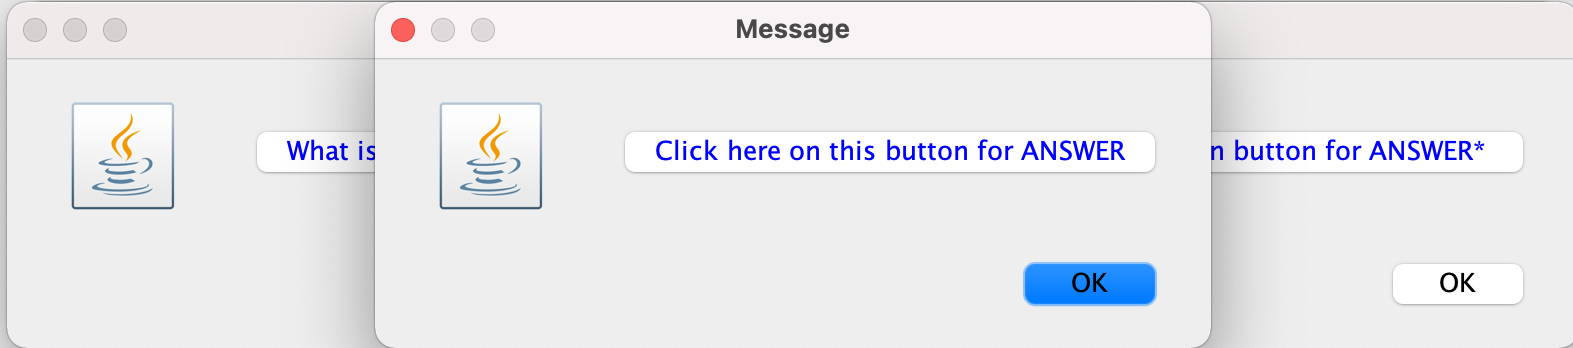 Message
What is
Click here on this button for ANSWER
button for ANSWER*
OK
OK